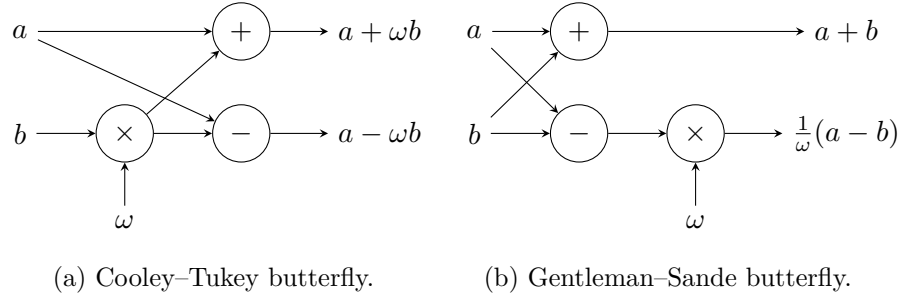 a + a + ωb
b × − a − ωb
ω
(a) Cooley–Tukey butterfly.
a + a + b
b − × 1/ω(a − b)
ω
(b) Gentleman–Sande butterfly.